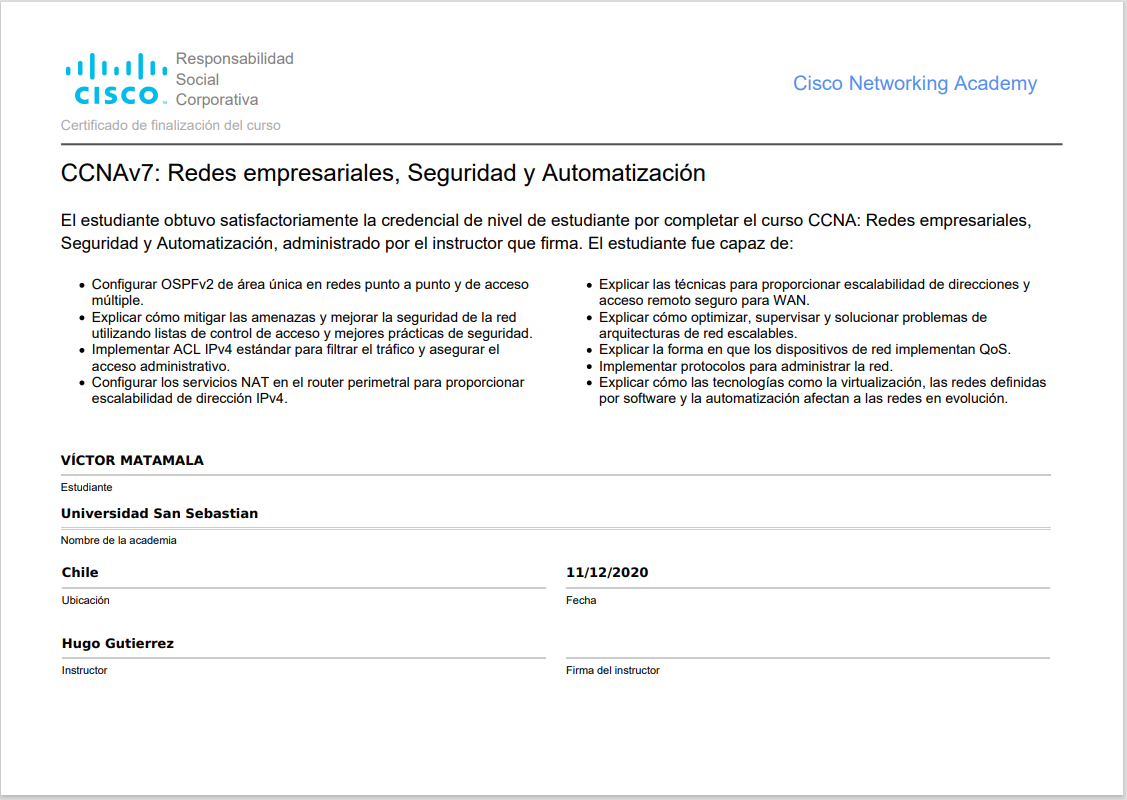 CISCO
Responsabilidad
Social
Corporativa
Cisco Networking Academy
Certificado de finalización del curso
CCNAv7: Redes empresariales, Seguridad y Automatización
El estudiante obtuvo satisfactoriamente la credencial de nivel de estudiante por completar el curso CCNA: Redes empresariales,
Seguridad y Automatización, administrado por el instructor que firma. El estudiante fue capaz de:
• Configurar OSPFv2 de área única en redes punto a punto y de acceso
múltiple.
• Explicar cómo mitigar las amenazas y mejorar la seguridad de la red
utilizando listas de control de acceso y mejores prácticas de seguridad.
• Implementar ACL IPv4 estándar para filtrar el tráfico y asegurar el
acceso administrativo.
• Configurar los servicios NAT en el router perimetral para proporcionar
escalabilidad de dirección IPv4.
• Explicar las técnicas para proporcionar escalabilidad de direcciones y
acceso remoto seguro para WAN.
• Explicar cómo optimizar, supervisar y solucionar problemas de
arquitecturas de red escalables.
• Explicar la forma en que los dispositivos de red implementan QoS.
• Implementar protocolos para administrar la red.
• Explicar cómo las tecnologías como la virtualización, las redes definidas
por software y la automatización afectan a las redes en evolución.
VÍCTOR MATAMALA
Estudiante
Universidad San Sebastian
Nombre de la academia
Chile
Ubicación
11/12/2020
Fecha
Hugo Gutierrez
Instructor
Firma del instructor